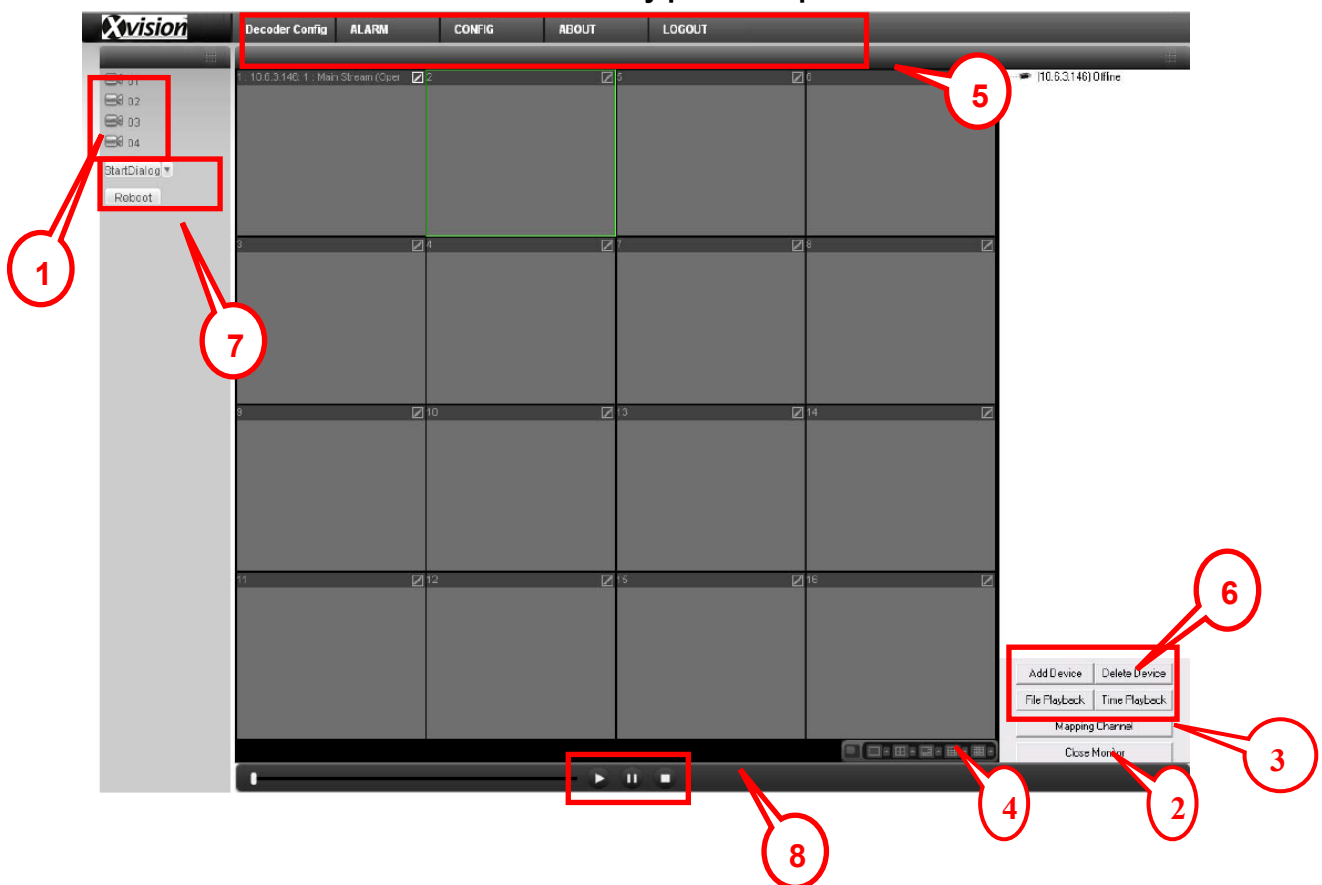 Xvision
Decoder Config ALARM CONFIG ABOUT LOGOUT
01
02
03
04
StartDialog
Reboot
1 : 10.6.3.146: 1 : Main Stream (Oper
2
5
6
(10.6.3.146) Offline
3
4
7
8
9
10
13
14
11
12
15
16
Add Device Delete Device
File Playback Time Playback
Mapping Channel
Close Monitor
1
7
5
6
3
2
4
8